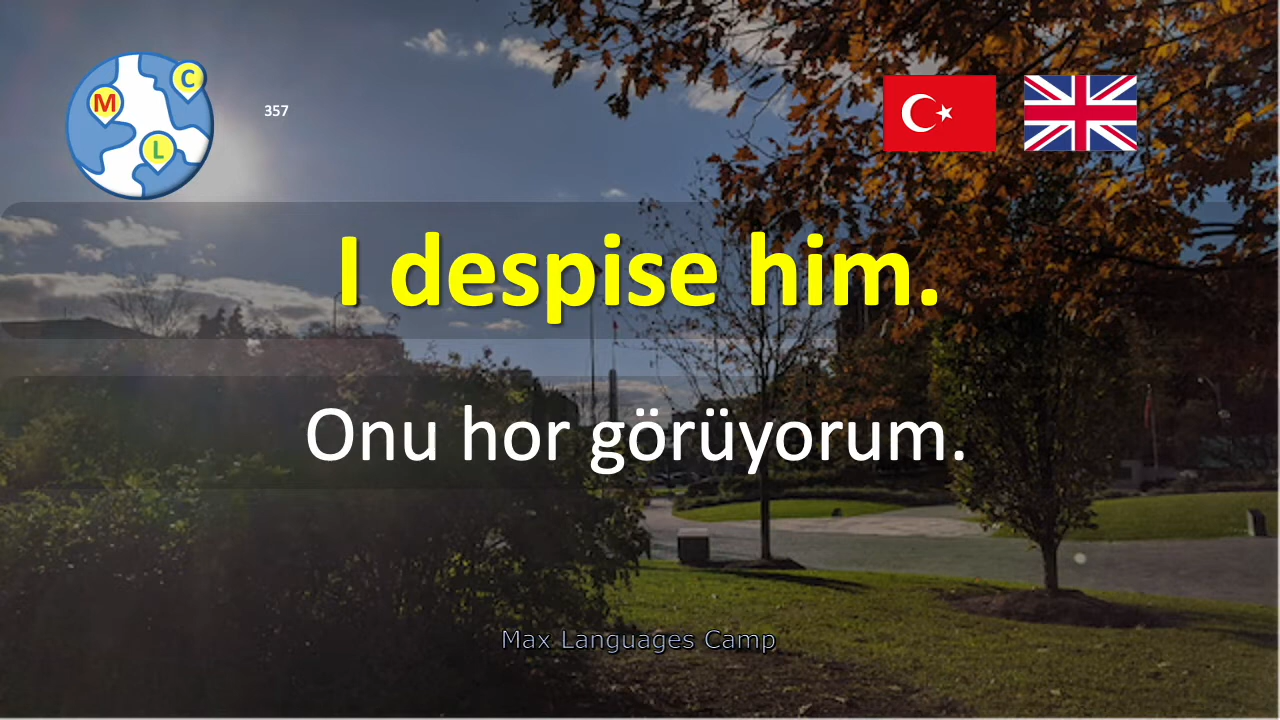 M
C
L
357
I despise him.
Onu hor görüyorum.
Max Languages Camp